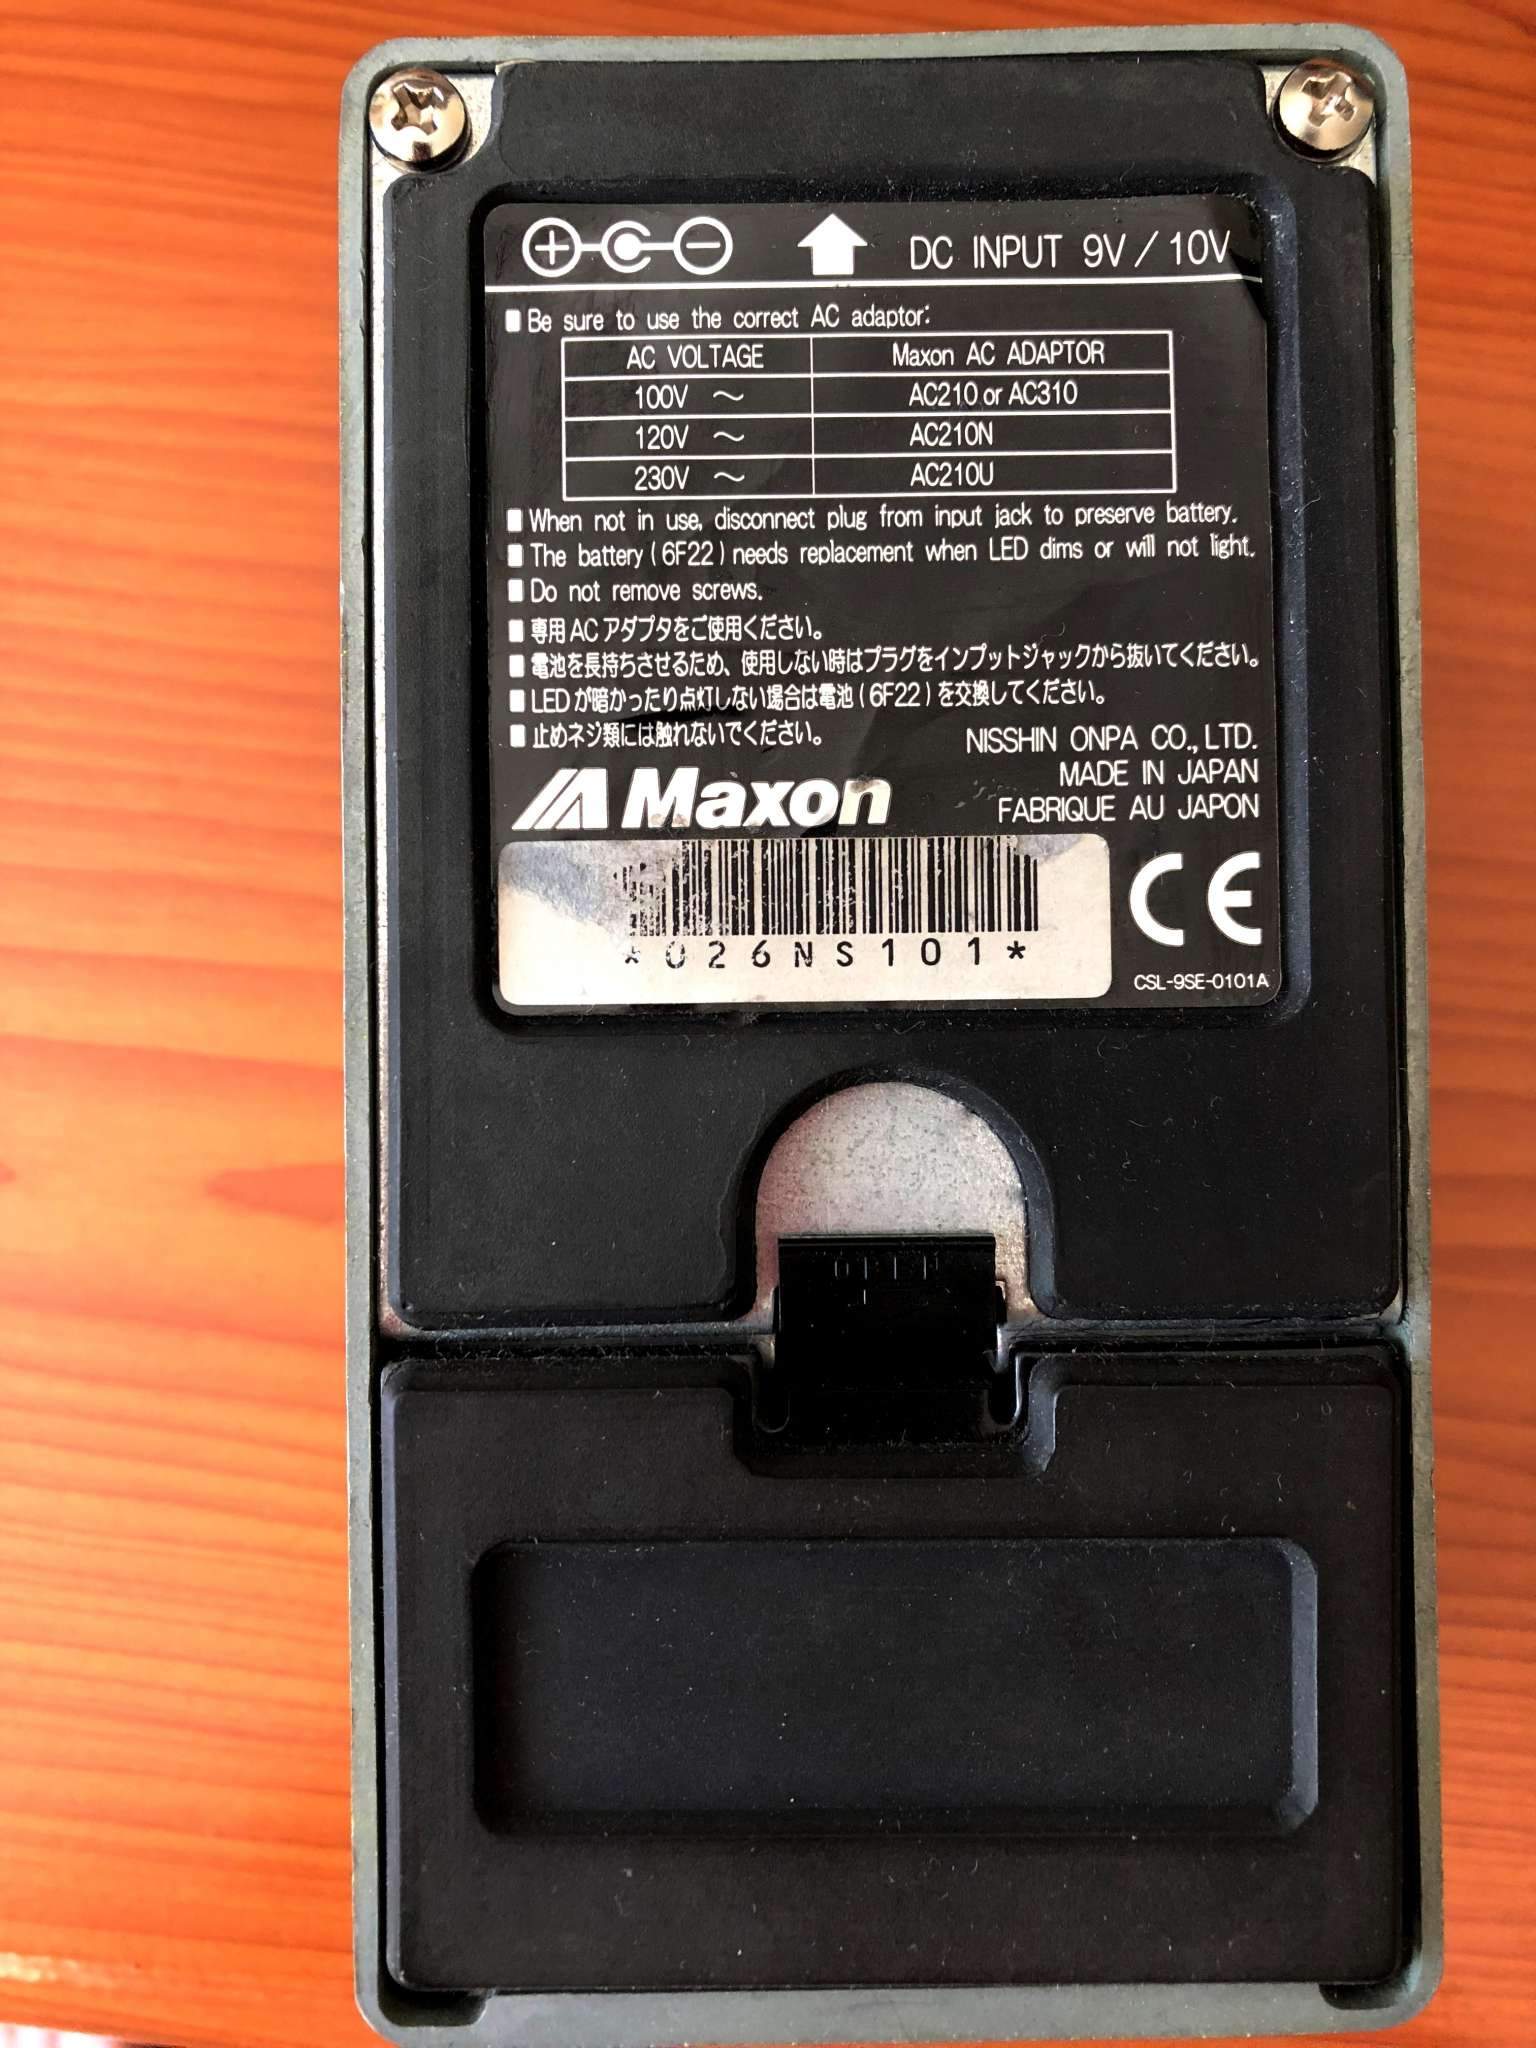 DC INPUT 9V / 10V
■ Be sure to use the correct AC adaptor:
AC VOLTAGE Maxon AC ADAPTOR
100V ～ AC210 or AC310
120V ～ AC210N
230V ～ AC210U
■ When not in use, disconnect plug from input jack to preserve battery.
■ The battery (6F22) needs replacement when LED dims or will not light.
■ Do not remove screws.
■ 専用ACアダプタをご使用ください。
■ 電池を長持ちさせるため、使用しない時はプラグをインプットジャックから抜いてください。
■ LEDが暗かったり点灯しない場合は電池(6F22)を交換してください。
■ 止めネジ類には触れないでください。
NISSHIN ONPA CO., LTD.
MADE IN JAPAN
FABRIQUE AU JAPON
Maxon
*026NS101*
CE
CSL-9SE-0101A
OPEN